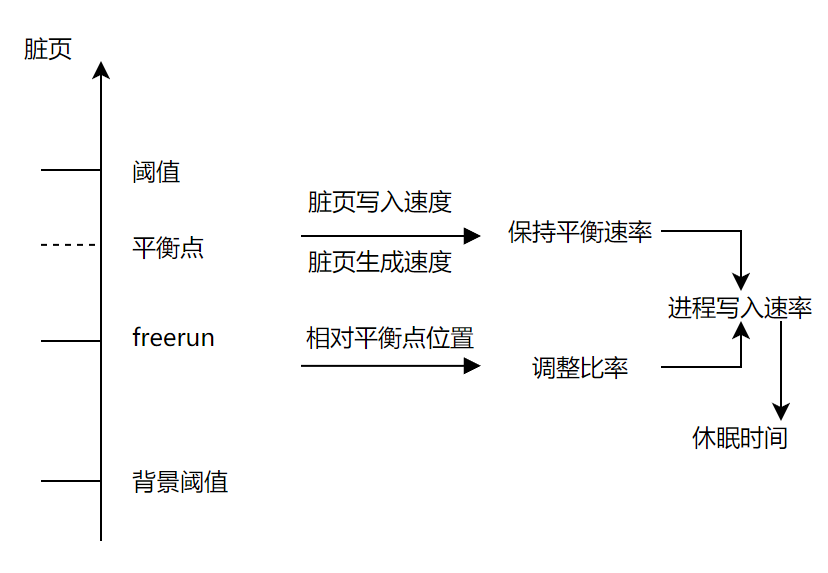 脏页
阈值
平衡点
freerun
背景阈值
脏页写入速度
脏页生成速度
相对平衡点位置
保持平衡速率
调整比率
进程写入速率
休眠时间